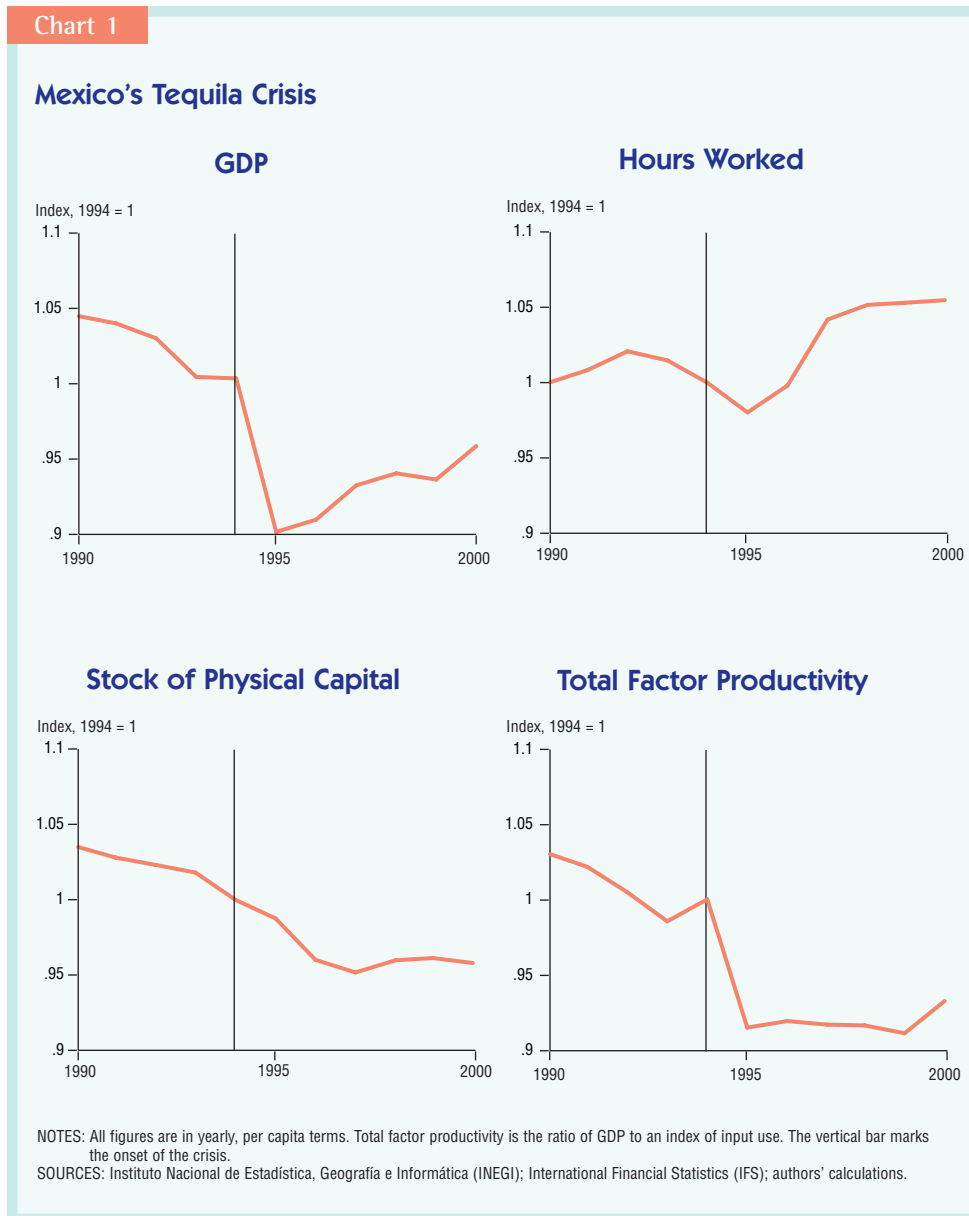 Chart 1
Mexico's Tequila Crisis
GDP
Index, 1994 = 1
1.1
1.05
1
.95
.9
1990
1995
2000
Hours Worked
Index, 1994 = 1
1.1
1.05
1
.95
.9
1990
1995
2000
Stock of Physical Capital
Index, 1994 = 1
1.1
1.05
1
.95
.9
1990
1995
2000
Total Factor Productivity
Index, 1994 = 1
1.1
1.05
1
.95
.9
1990
1995
2000
NOTES: All figures are in yearly, per capita terms. Total factor productivity is the ratio of GDP to an index of input use. The vertical bar marks
the onset of the crisis.
SOURCES: Instituto Nacional de Estadística, Geografía e Informática (INEGI); International Financial Statistics (IFS); authors' calculations.